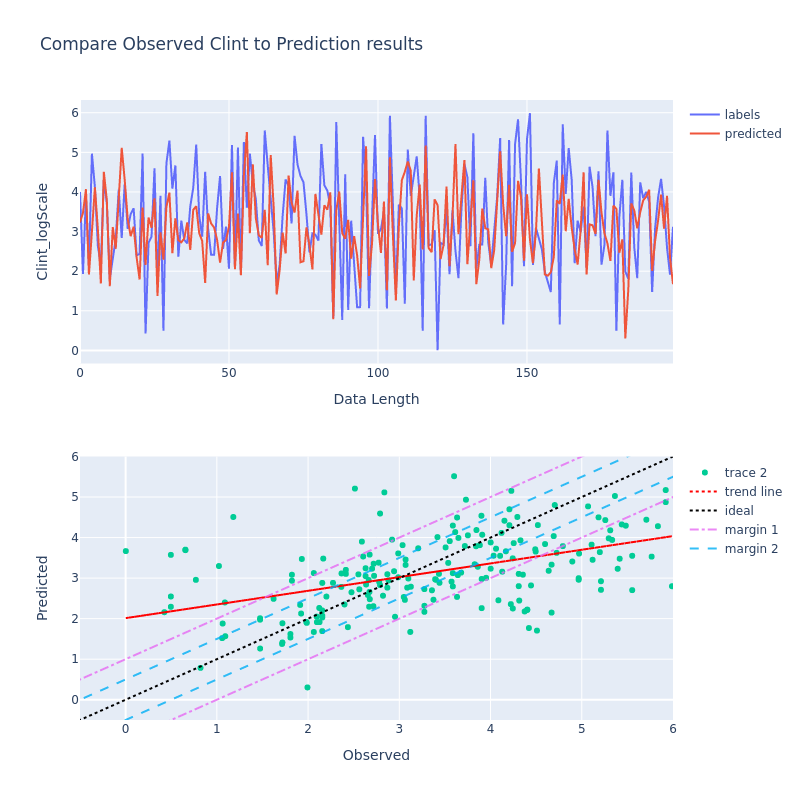 Compare Observed Clint to Prediction results
6
5
4
3
2
1
0
Clint_logScale
0 50 100 150
Data Length
labels
predicted
6
5
4
3
2
1
0
Predicted
0 1 2 3 4 5 6
Observed
trace 2
trend line
ideal
margin 1
margin 2